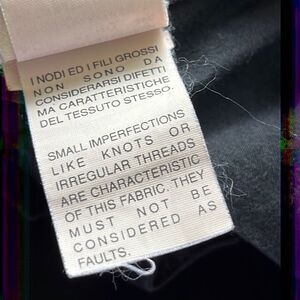 I NODI ED I FILI GROSSI
NON SONO DA
CONSIDERARSI DIFETTI
MA CARATTERISTICHE
DEL TESSUTO STESSO.
SMALL IMPERFECTIONS
LIKE KNOTS OR
IRREGULAR THREADS
ARE CHARACTERISTIC
OF THIS FABRIC. THEY
MUST NOT BE
CONSIDERED AS
FAULTS.